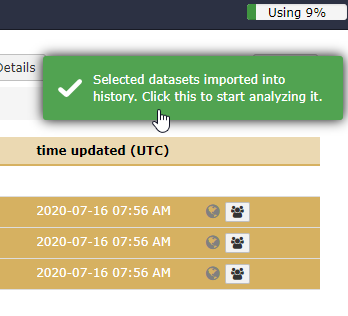 Using 9%
Details
Selected datasets imported into
history. Click this to start analyzing it.
time updated (UTC)
2020-07-16 07:56 AM
2020-07-16 07:56 AM
2020-07-16 07:56 AM